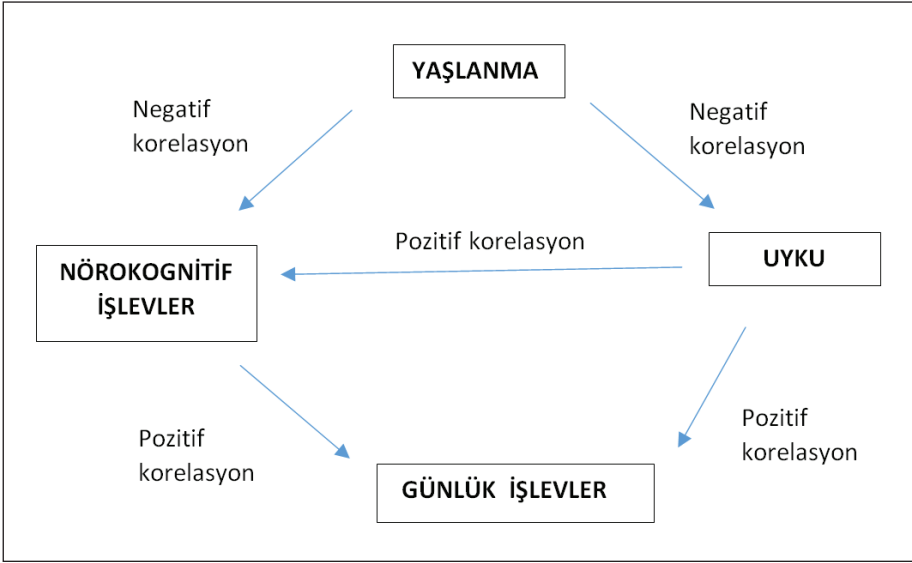 YAŞLANMA
Negatif
korelasyon
Negatif
korelasyon
Pozitif korelasyon
NÖROKOGNİTİF
İŞLEVLER
UYKU
Pozitif
korelasyon
Pozitif
korelasyon
GÜNLÜK İŞLEVLER